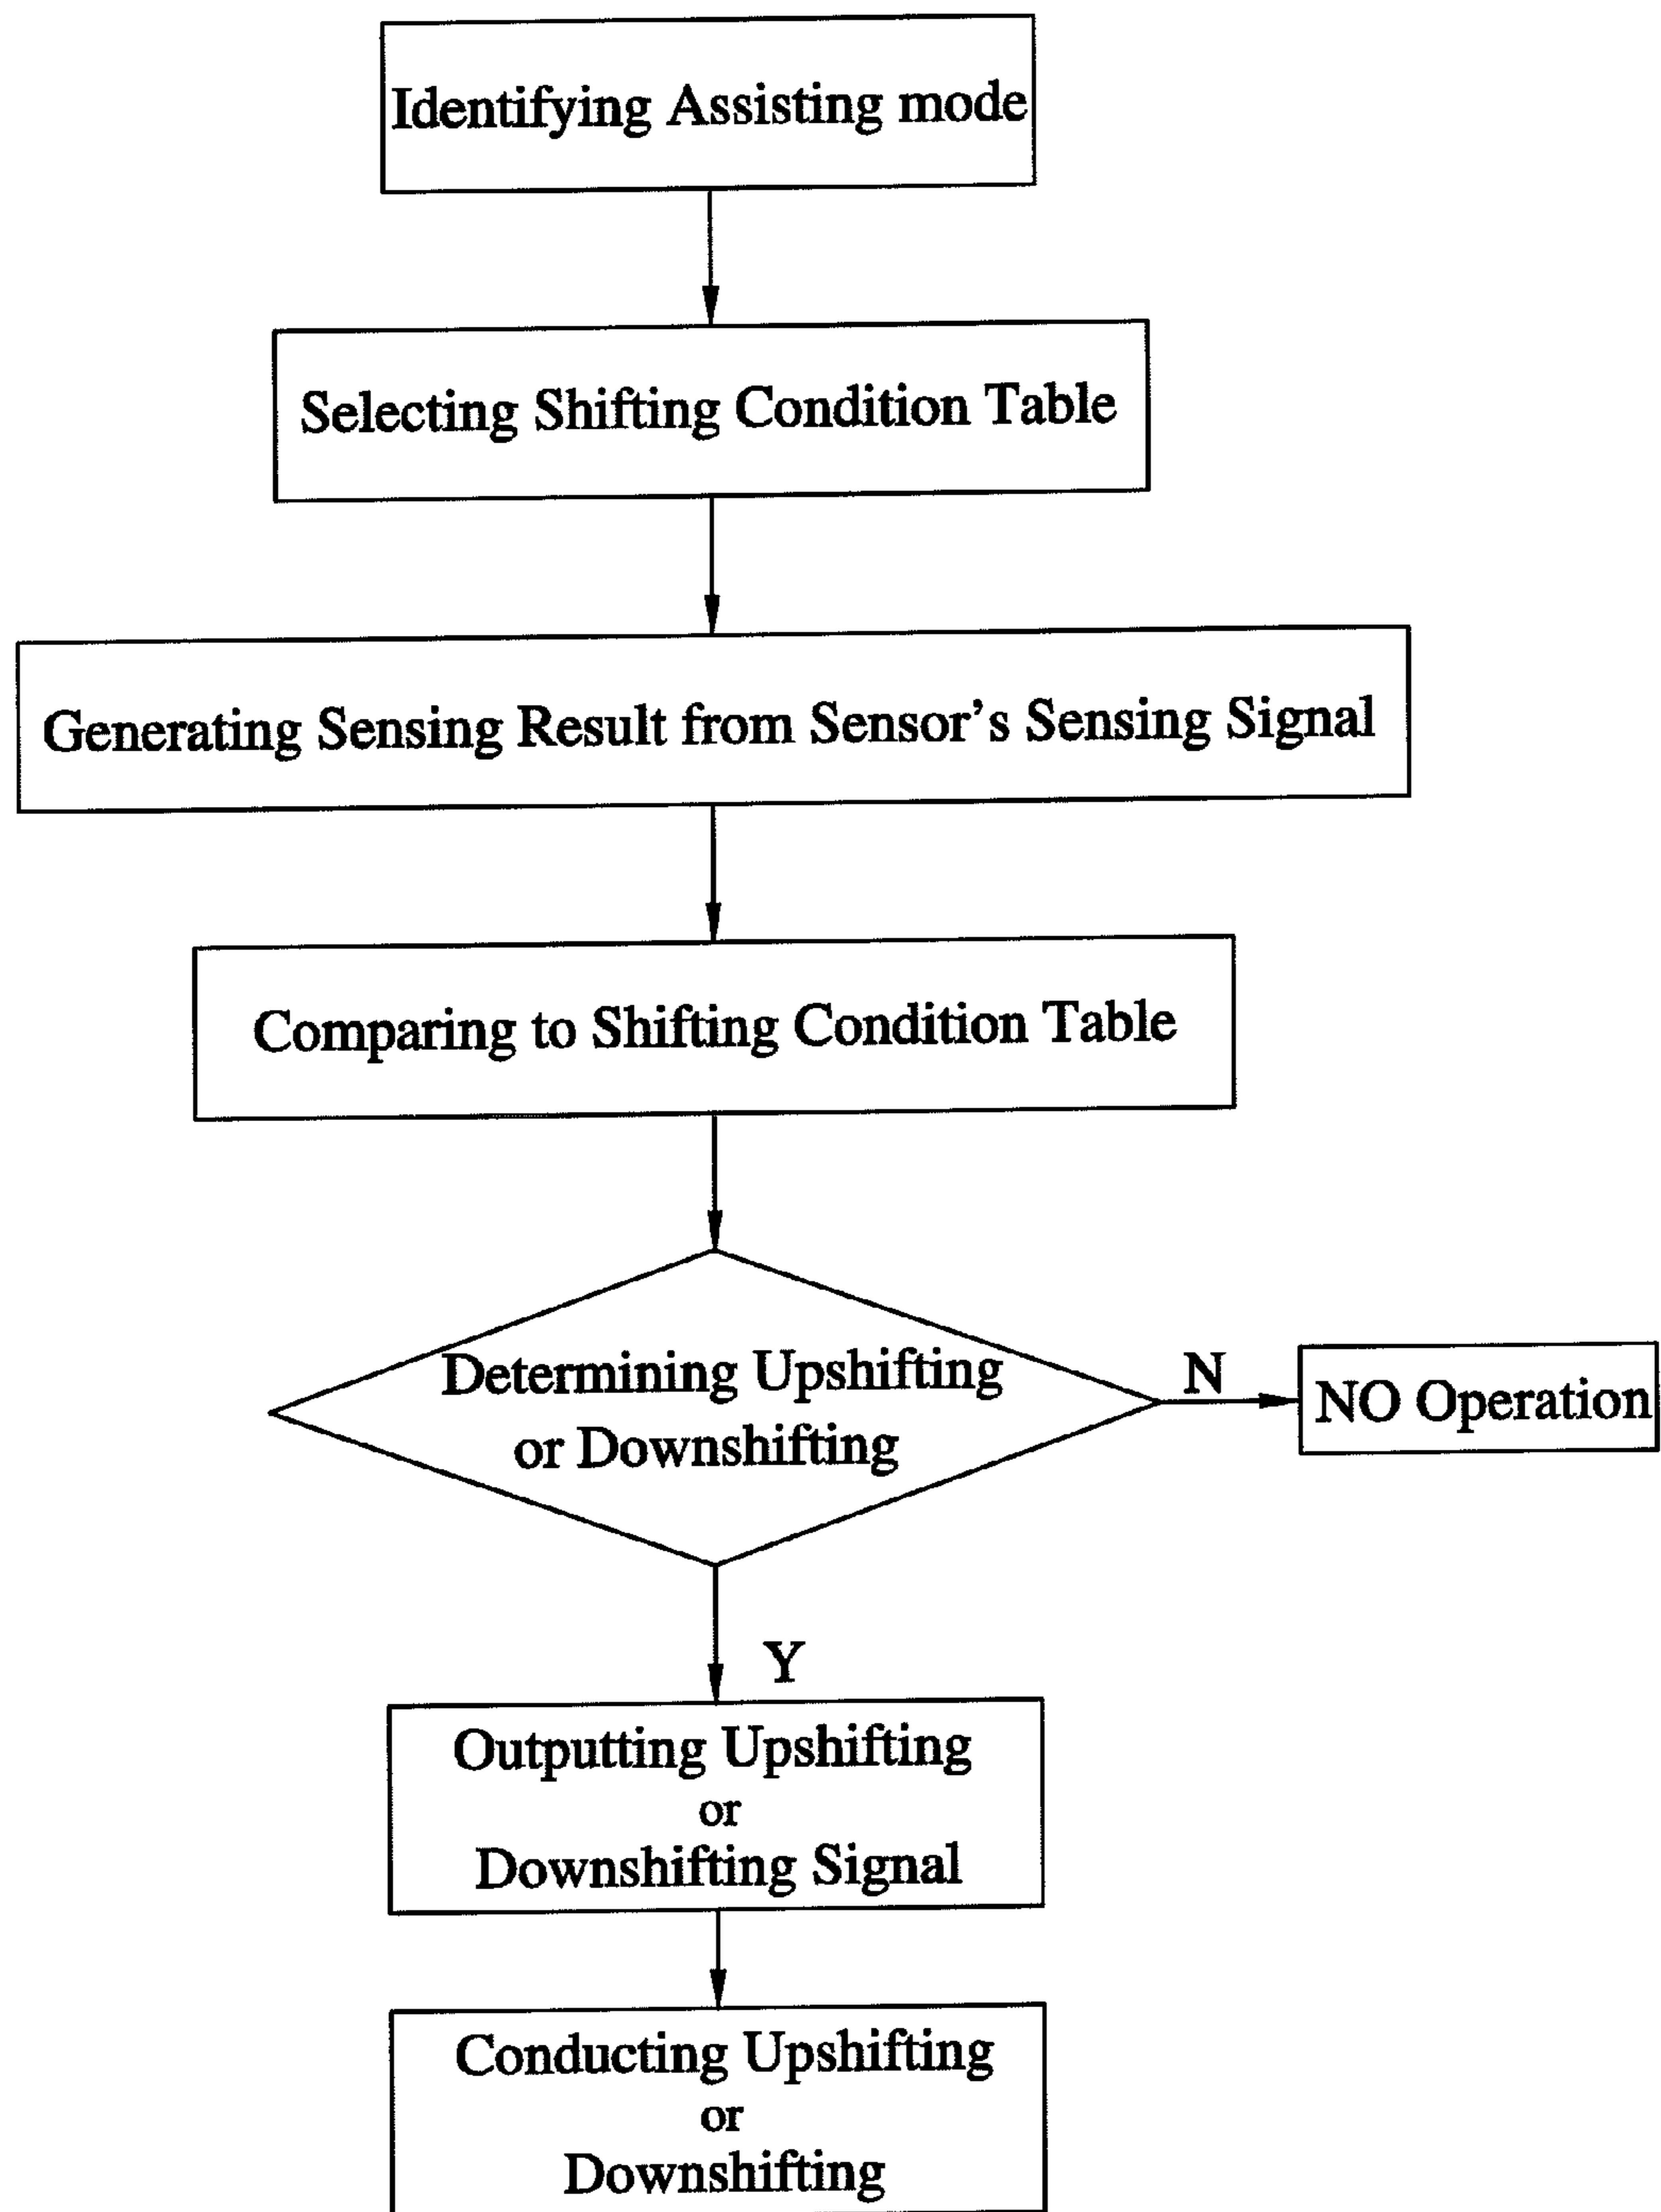 Identifying Assisting mode
Selecting Shifting Condition Table
Generating Sensing Result from Sensor’s Sensing Signal
Comparing to Shifting Condition Table
Determining Upshifting
or Downshifting
N
NO Operation
Y
Outputting Upshifting
or
Downshifting Signal
Conducting Upshifting
or
Downshifting